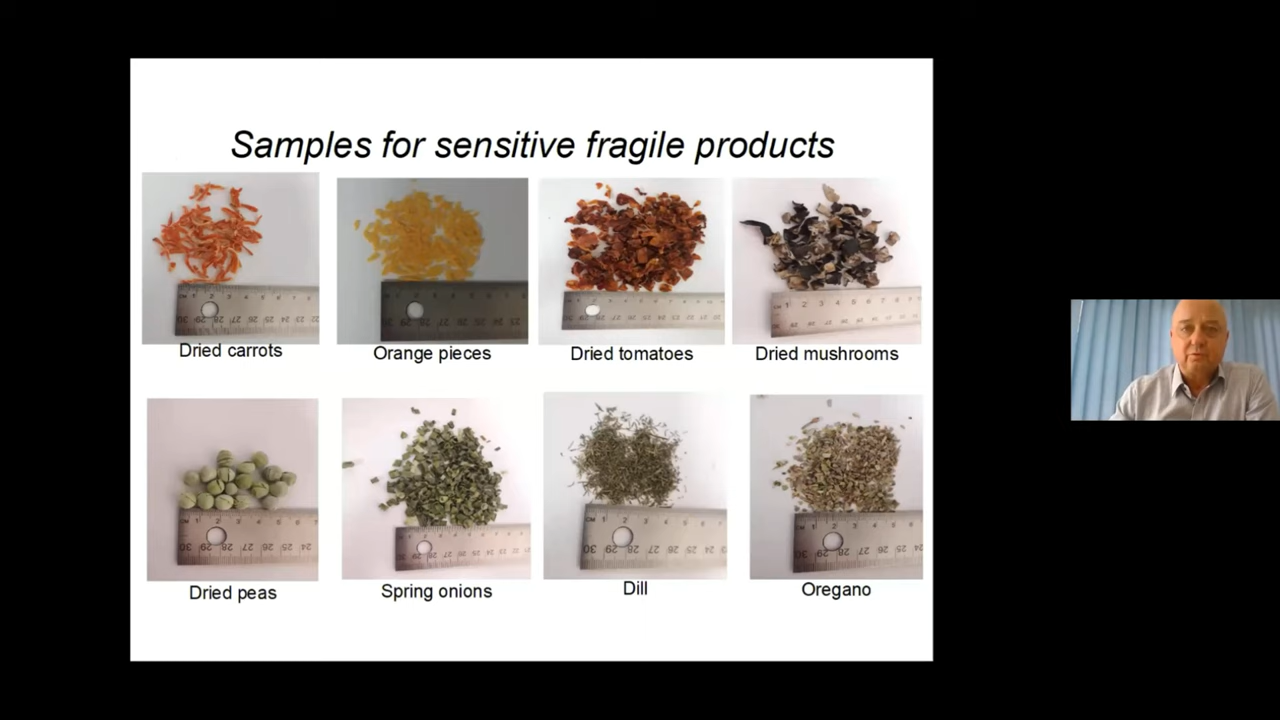 Samples for sensitive fragile products
Dried carrots
Orange pieces
Dried tomatoes
Dried mushrooms
Dried peas
Spring onions
Dill
Oregano